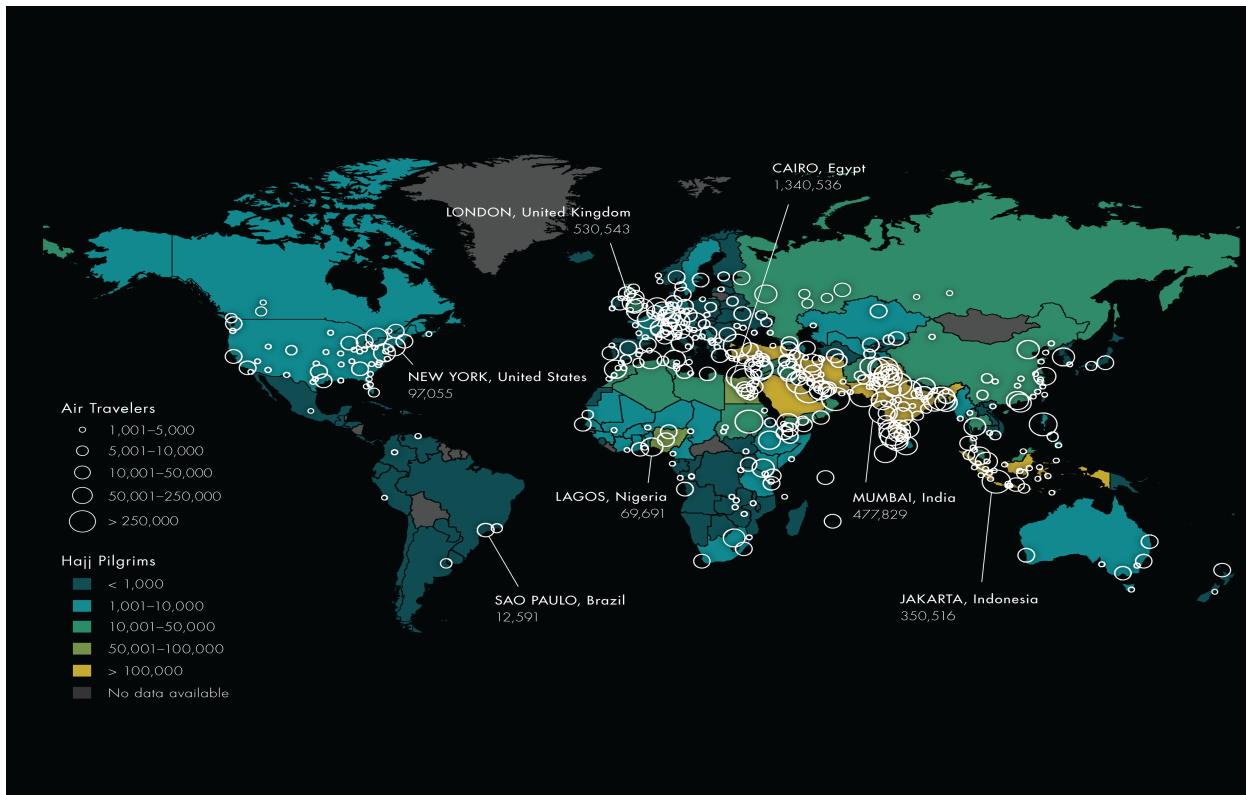 CAIRO, Egypt
1,340,536
LONDON, United Kingdom
530,543
NEW YORK, United States
97,055
Air Travelers
1,001–5,000
5,001–10,000
10,001–50,000
50,001–250,000
> 250,000
LAGOS, Nigeria
69,691
MUMBAI, India
477,829
Hajj Pilgrims
< 1,000
1,001–10,000
10,001–50,000
50,001–100,000
> 100,000
No data available
SAO PAULO, Brazil
12,591
JAKARTA, Indonesia
350,516